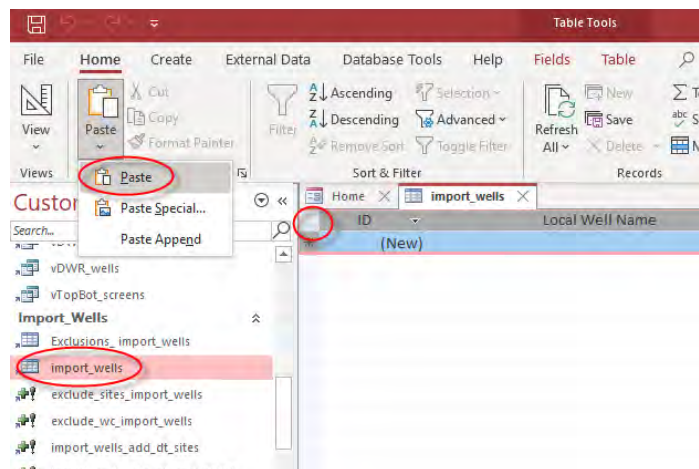 Table Tools
File Home Create External Data Database Tools Help Fields Table
View
Paste
Cut
Copy
Format Painter
Filter
Ascending
Descending
Remove Sort
Selection
Advanced
Toggle Filter
Refresh
All
New
Save
Delete
Views
Sort & Filter
Records
Paste
Paste Special...
Paste Append
Search...
Home
import_wells
ID Local Well Name
(New)
vDWR_wells
vTopBot_screens
Import_Wells
Exclusions_ import_wells
import_wells
exclude_sites_import_wells
exclude_wc_import_wells
import_wells_add_dt_sites